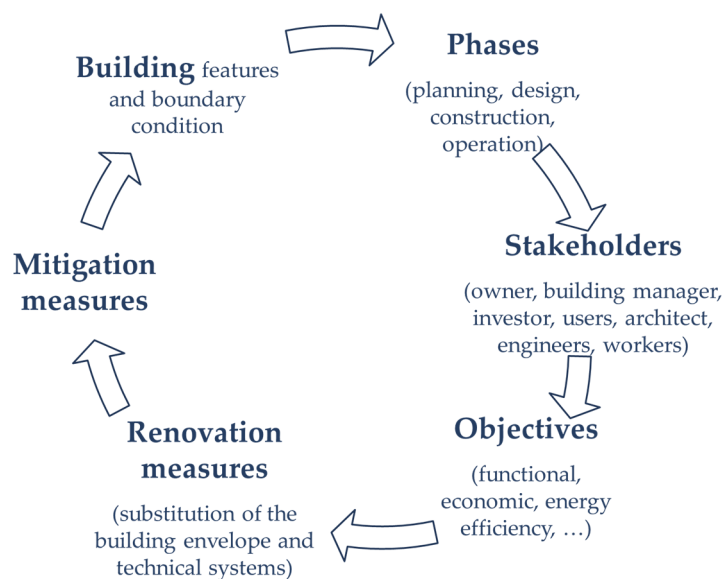 Building features
and boundary
condition
Phases
(planning, design,
construction,
operation)
Stakeholders
(owner, building manager,
investor, users, architect,
engineers, workers)
Objectives
(functional,
economic, energy
efficiency, …)
Renovation
measures
(substitution of the
building envelope and
technical systems)
Mitigation
measures